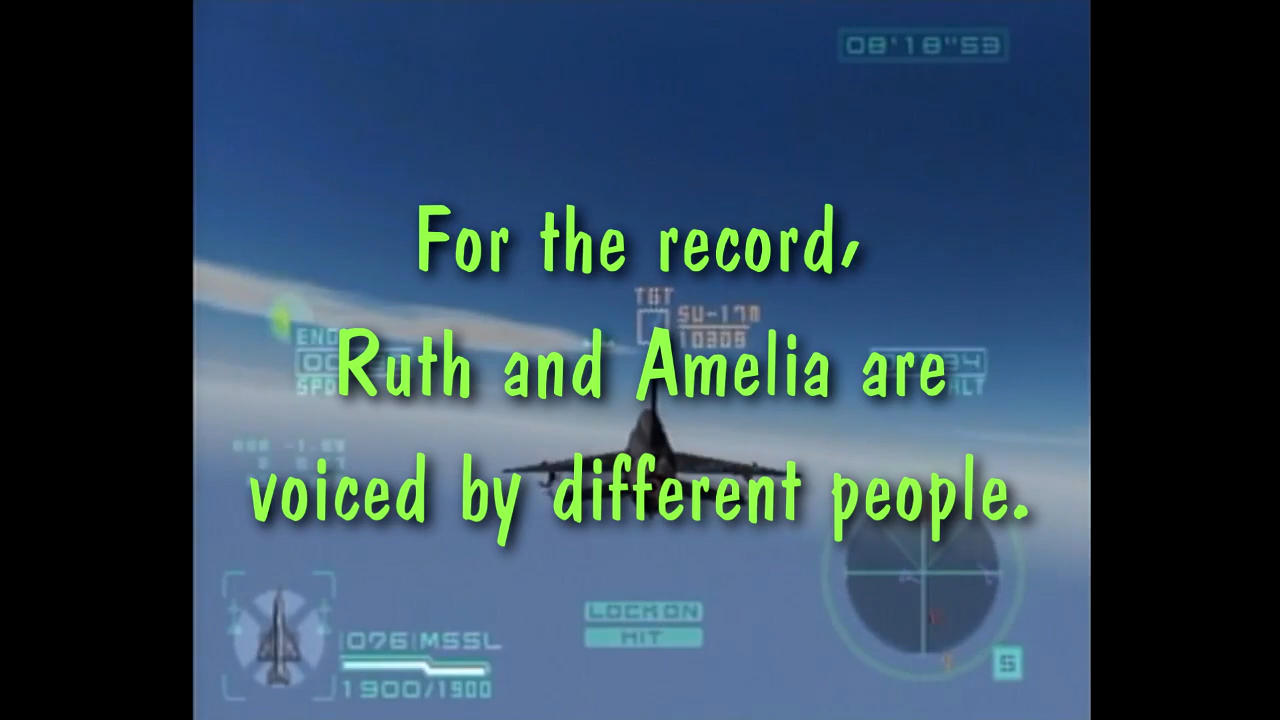 08'18"53
For the record,
TGT
SU-17M
Ruth and Amelia are
SPD
voiced by different people.
LOCK ON
HIT
076 MSSL
1900/1900
S